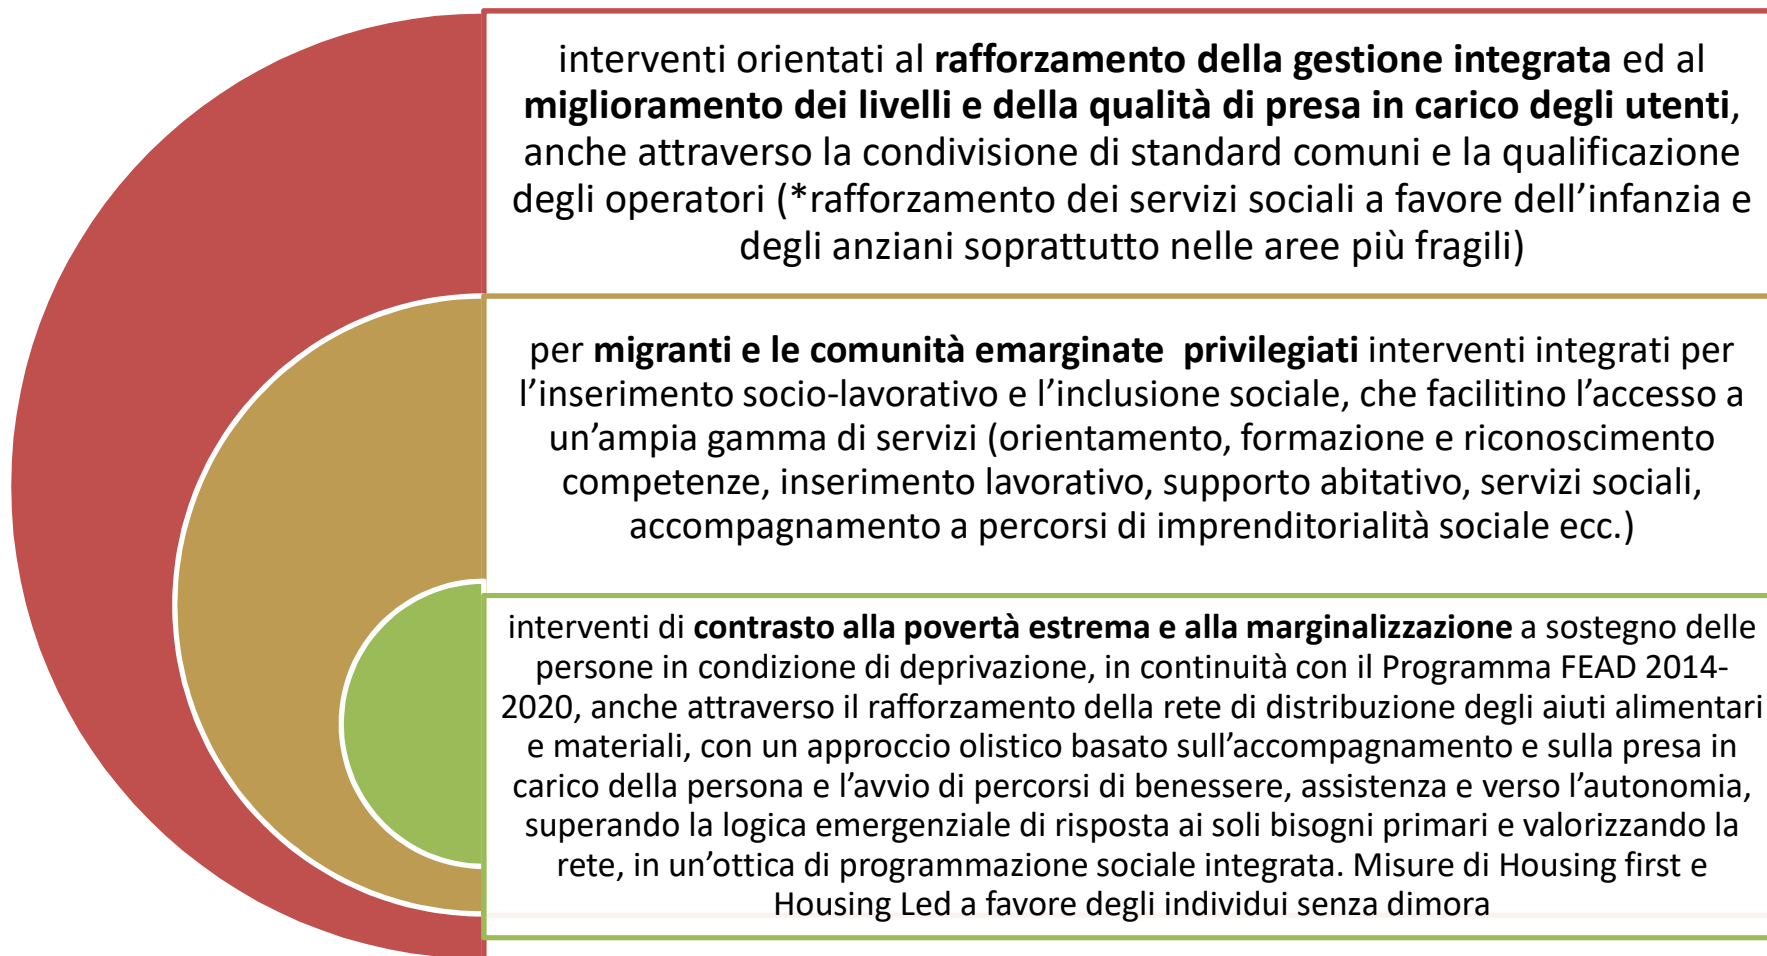 interventi orientati al rafforzamento della gestione integrata ed al
miglioramento dei livelli e della qualità di presa in carico degli utenti,
anche attraverso la condivisione di standard comuni e la qualificazione
degli operatori (*rafforzamento dei servizi sociali a favore dell’infanzia e
degli anziani soprattutto nelle aree più fragili)
per migranti e le comunità emarginate  privilegiati interventi integrati per
l’inserimento socio-lavorativo e l’inclusione sociale, che facilitino l’accesso a
un’ampia gamma di servizi (orientamento, formazione e riconoscimento
competenze, inserimento lavorativo, supporto abitativo, servizi sociali,
accompagnamento a percorsi di imprenditorialità sociale ecc.)
interventi di contrasto alla povertà estrema e alla marginalizzazione a sostegno delle
persone in condizione di deprivazione, in continuità con il Programma FEAD 2014-
2020, anche attraverso il rafforzamento della rete di distribuzione degli aiuti alimentari
e materiali, con un approccio olistico basato sull’accompagnamento e sulla presa in
carico della persona e l’avvio di percorsi di benessere, assistenza e verso l’autonomia,
superando la logica emergenziale di risposta ai soli bisogni primari e valorizzando la
rete, in un’ottica di programmazione sociale integrata. Misure di Housing first e
Housing Led a favore degli individui senza dimora